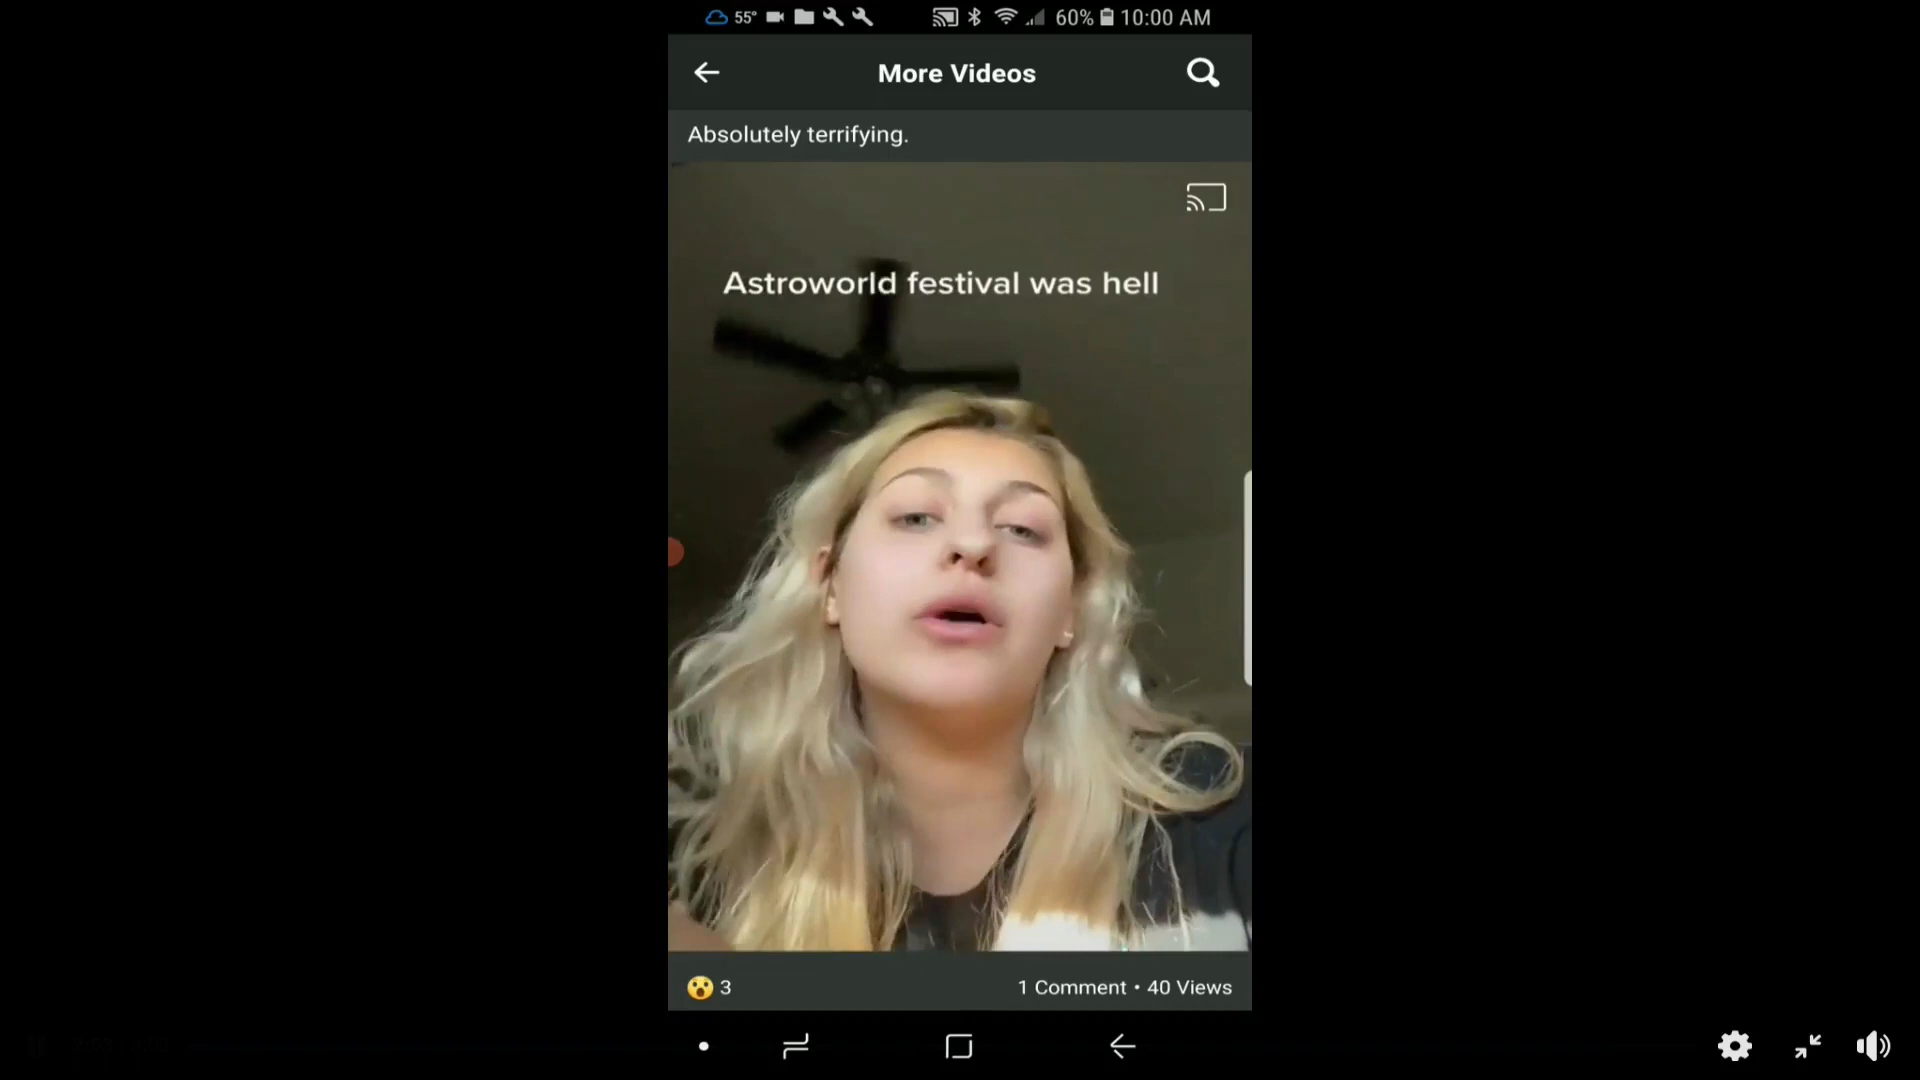 55° 60% 10:00 AM
More Videos
Absolutely terrifying.
Astroworld festival was hell
3 1 Comment • 40 Views